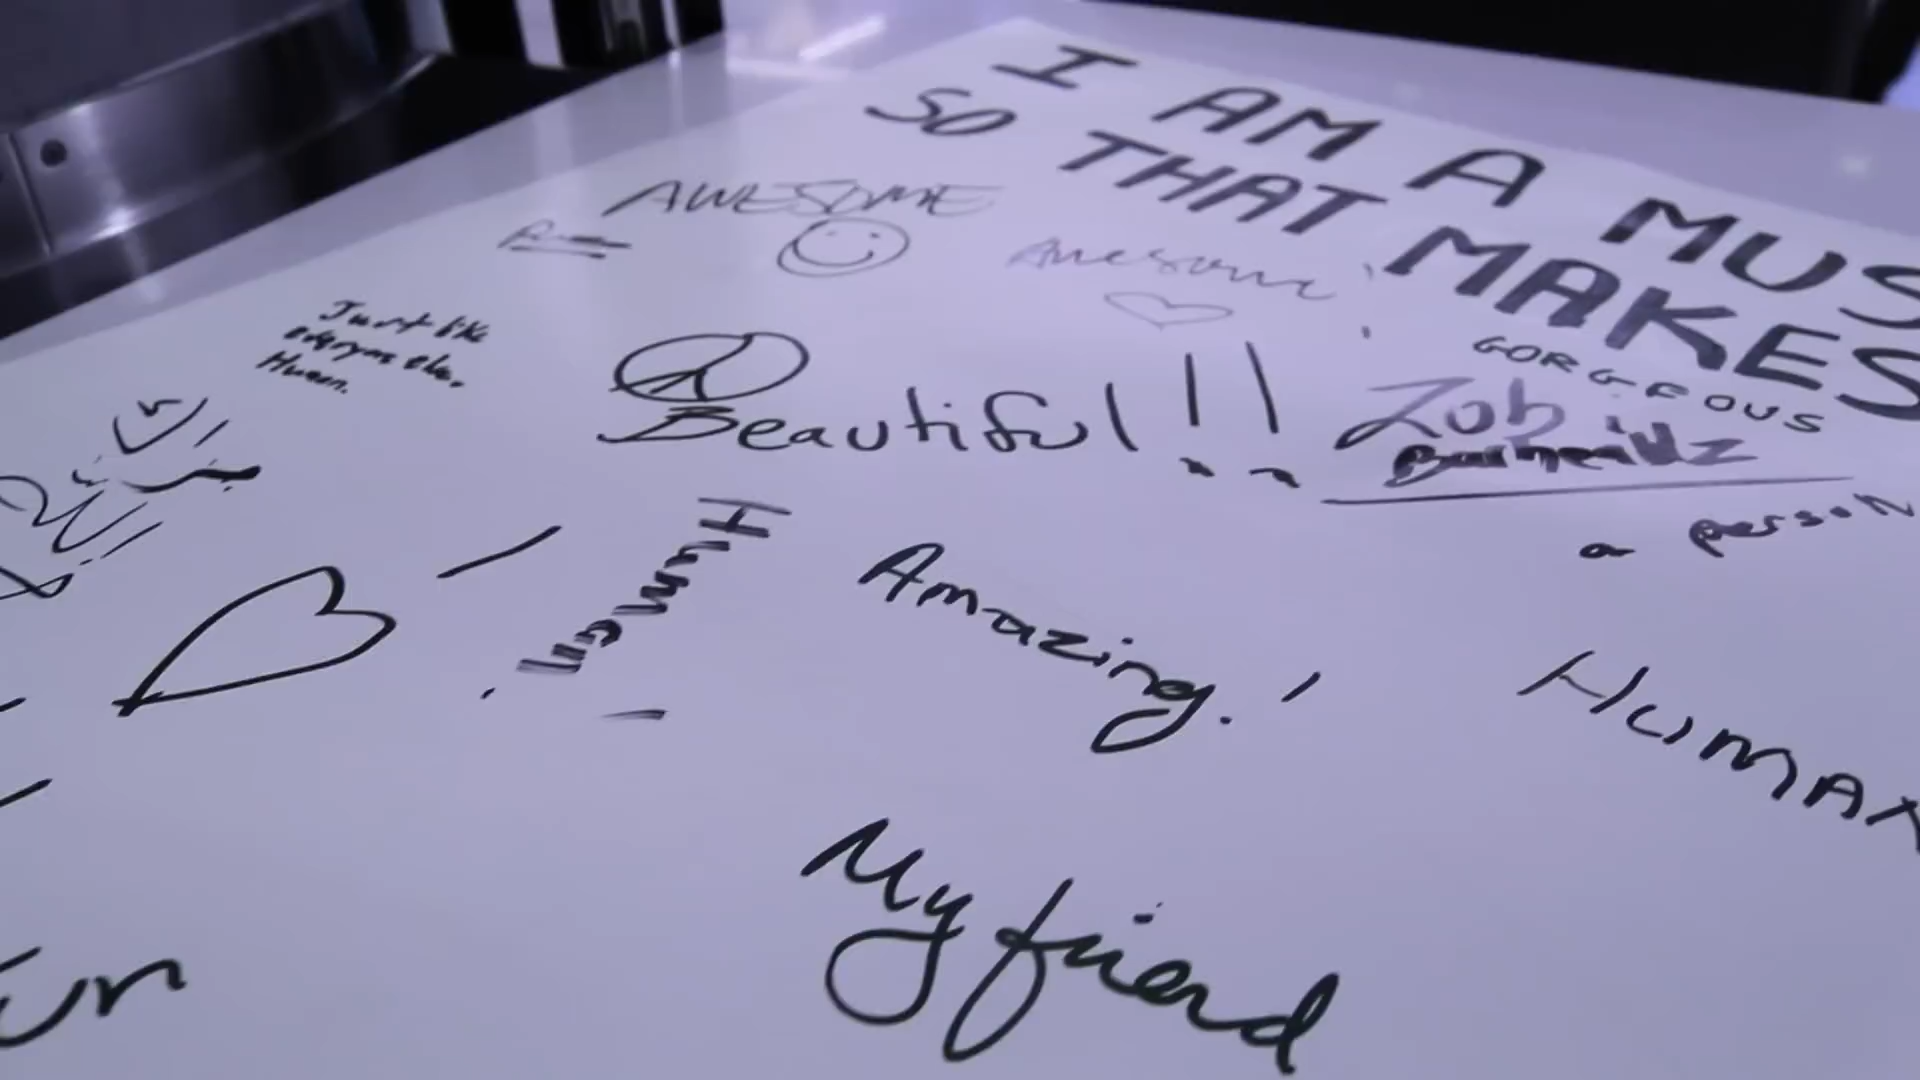 I AM A MUS
SO THAT MAKES
AWESOME
Awesome!
Just like
everyone else.
Human.
GORGEOUS
Beautiful!!
a person
Human!
Amazing!
HUMAN
My friend